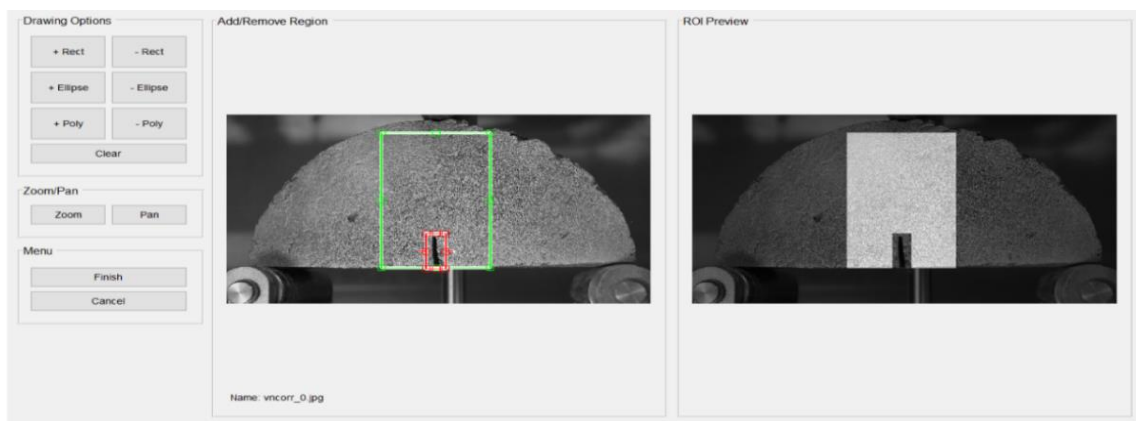 Drawing Options
+ Rect
- Rect
+ Ellipse
- Ellipse
+ Poly
- Poly
Clear
Zoom/Pan
Zoom
Pan
Menu
Finish
Cancel
Add/Remove Region
Name: vncorr_0.jpg
ROI Preview